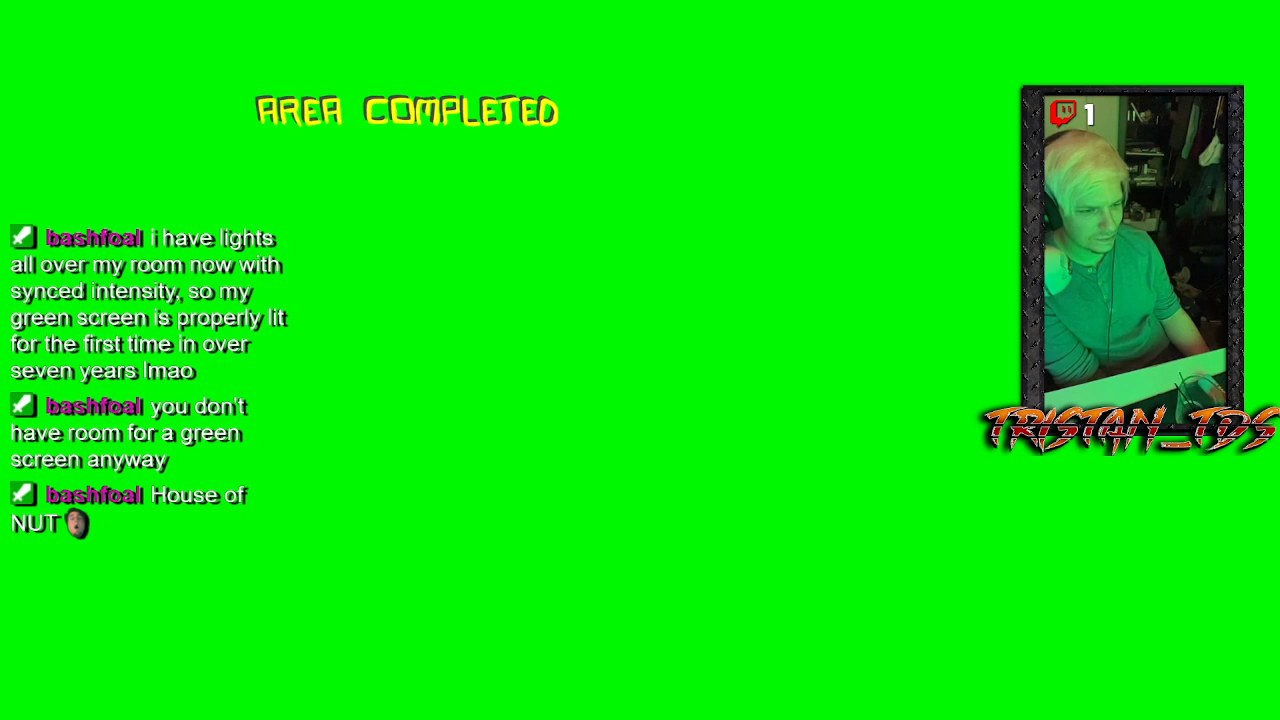 AREA COMPLETED
1
bashfoal i have lights
all over my room now with
synced intensity, so my
green screen is properly lit
for the first time in over
seven years lmao
bashfoal you don't
have room for a green
screen anyway
bashfoal House of
NUT
TRISTAN_TDS